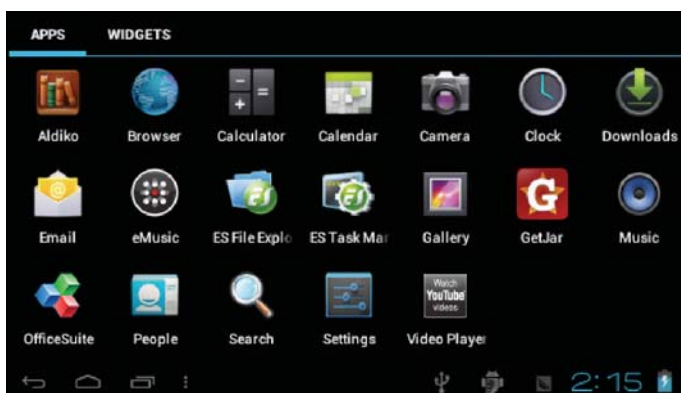 APPS WIDGETS
Aldiko Browser Calculator Calendar Camera Clock Downloads
Email eMusic ES File Explo ES Task Mar Gallery GetJar Music
Watch
YouTube
videos
OfficeSuite People Search Settings Video Player
2:15